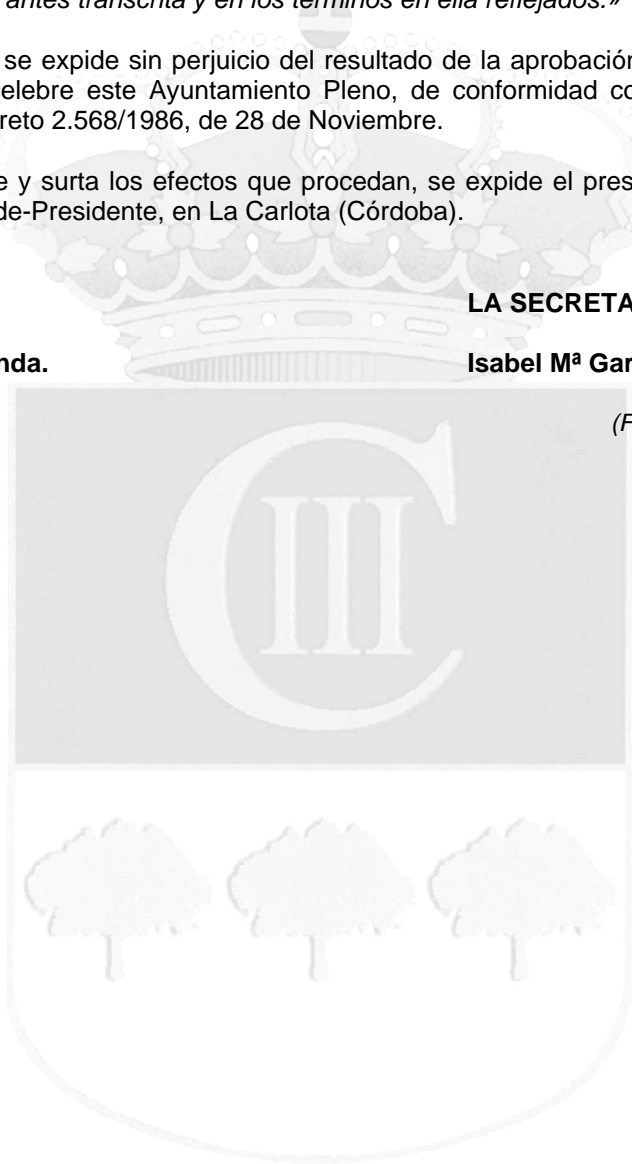 antes transcrita y en los términos en ella reflejados.»
se expide sin perjuicio del resultado de la aprobación
celebre este Ayuntamiento Pleno, de conformidad co
reto 2.568/1986, de 28 de Noviembre.
e y surta los efectos que procedan, se expide el pres
de-Presidente, en La Carlota (Córdoba).
LA SECRETA
nda.
Isabel Mª Gar
(F
C
III